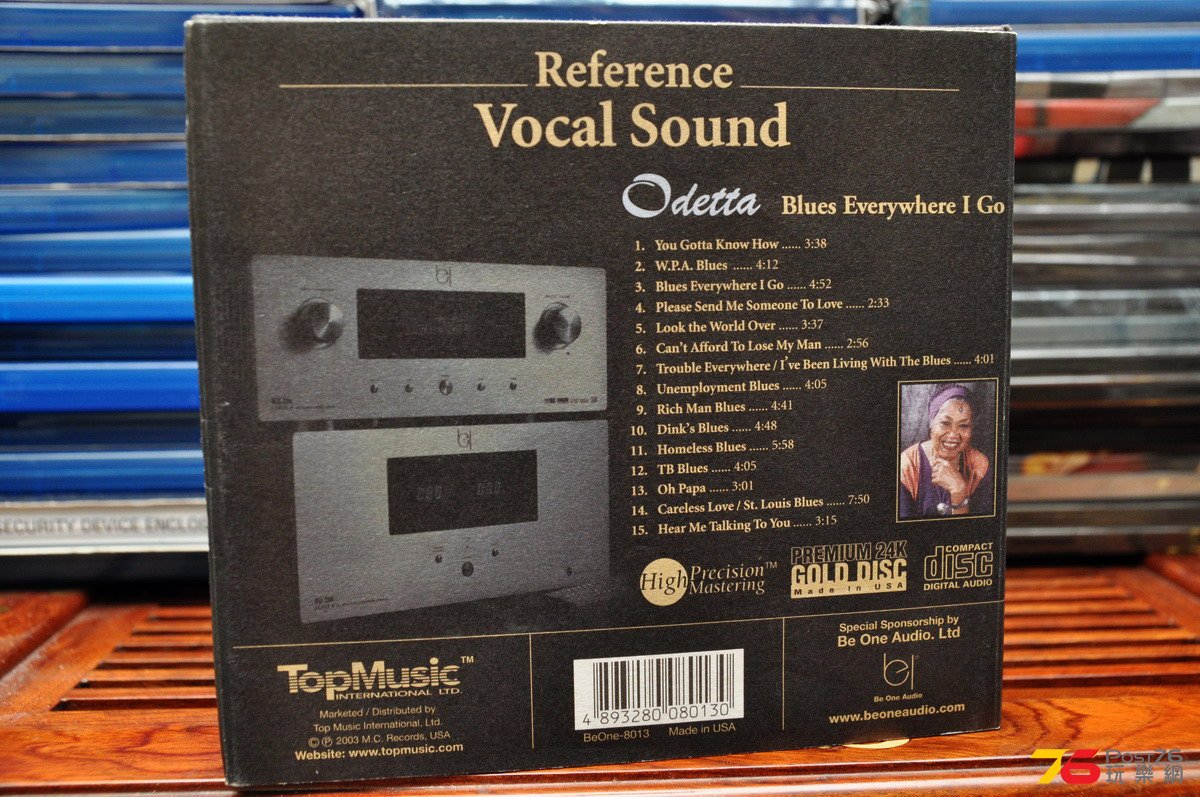 Reference
Vocal Sound
Odetta Blues Everywhere I Go
1. You Gotta Know How ...... 3:38
2. W.P.A. Blues ...... 4:12
3. Blues Everywhere I Go ...... 4:52
4. Please Send Me Someone To Love ...... 2:33
5. Look the World Over ...... 3:37
6. Can't Afford To Lose My Man ...... 2:56
7. Trouble Everywhere / I've Been Living With The Blues ...... 4:01
8. Unemployment Blues ...... 4:05
9. Rich Man Blues ...... 4:41
10. Dink's Blues ...... 4:48
11. Homeless Blues ...... 5:58
12. TB Blues ...... 4:05
13. Oh Papa ...... 3:01
14. Careless Love / St. Louis Blues ...... 7:50
15. Hear Me Talking To You ...... 3:15
High Precision Mastering™
PREMIUM 24K
GOLD DISC
Made in USA
COMPACT
disc
DIGITAL AUDIO
TopMusic™
INTERNATIONAL LTD.
Marketed / Distributed by
Top Music International, Ltd.
© ℗ 2003 M.C. Records, USA
Website: www.topmusic.com
4 893280 080130
BeOne-8013 Made in USA
Special Sponsorship by
Be One Audio. Ltd
Be One Audio
www.beoneaudio.com
SECURITY DEVICE ENCLO
76 Post76
玩樂網